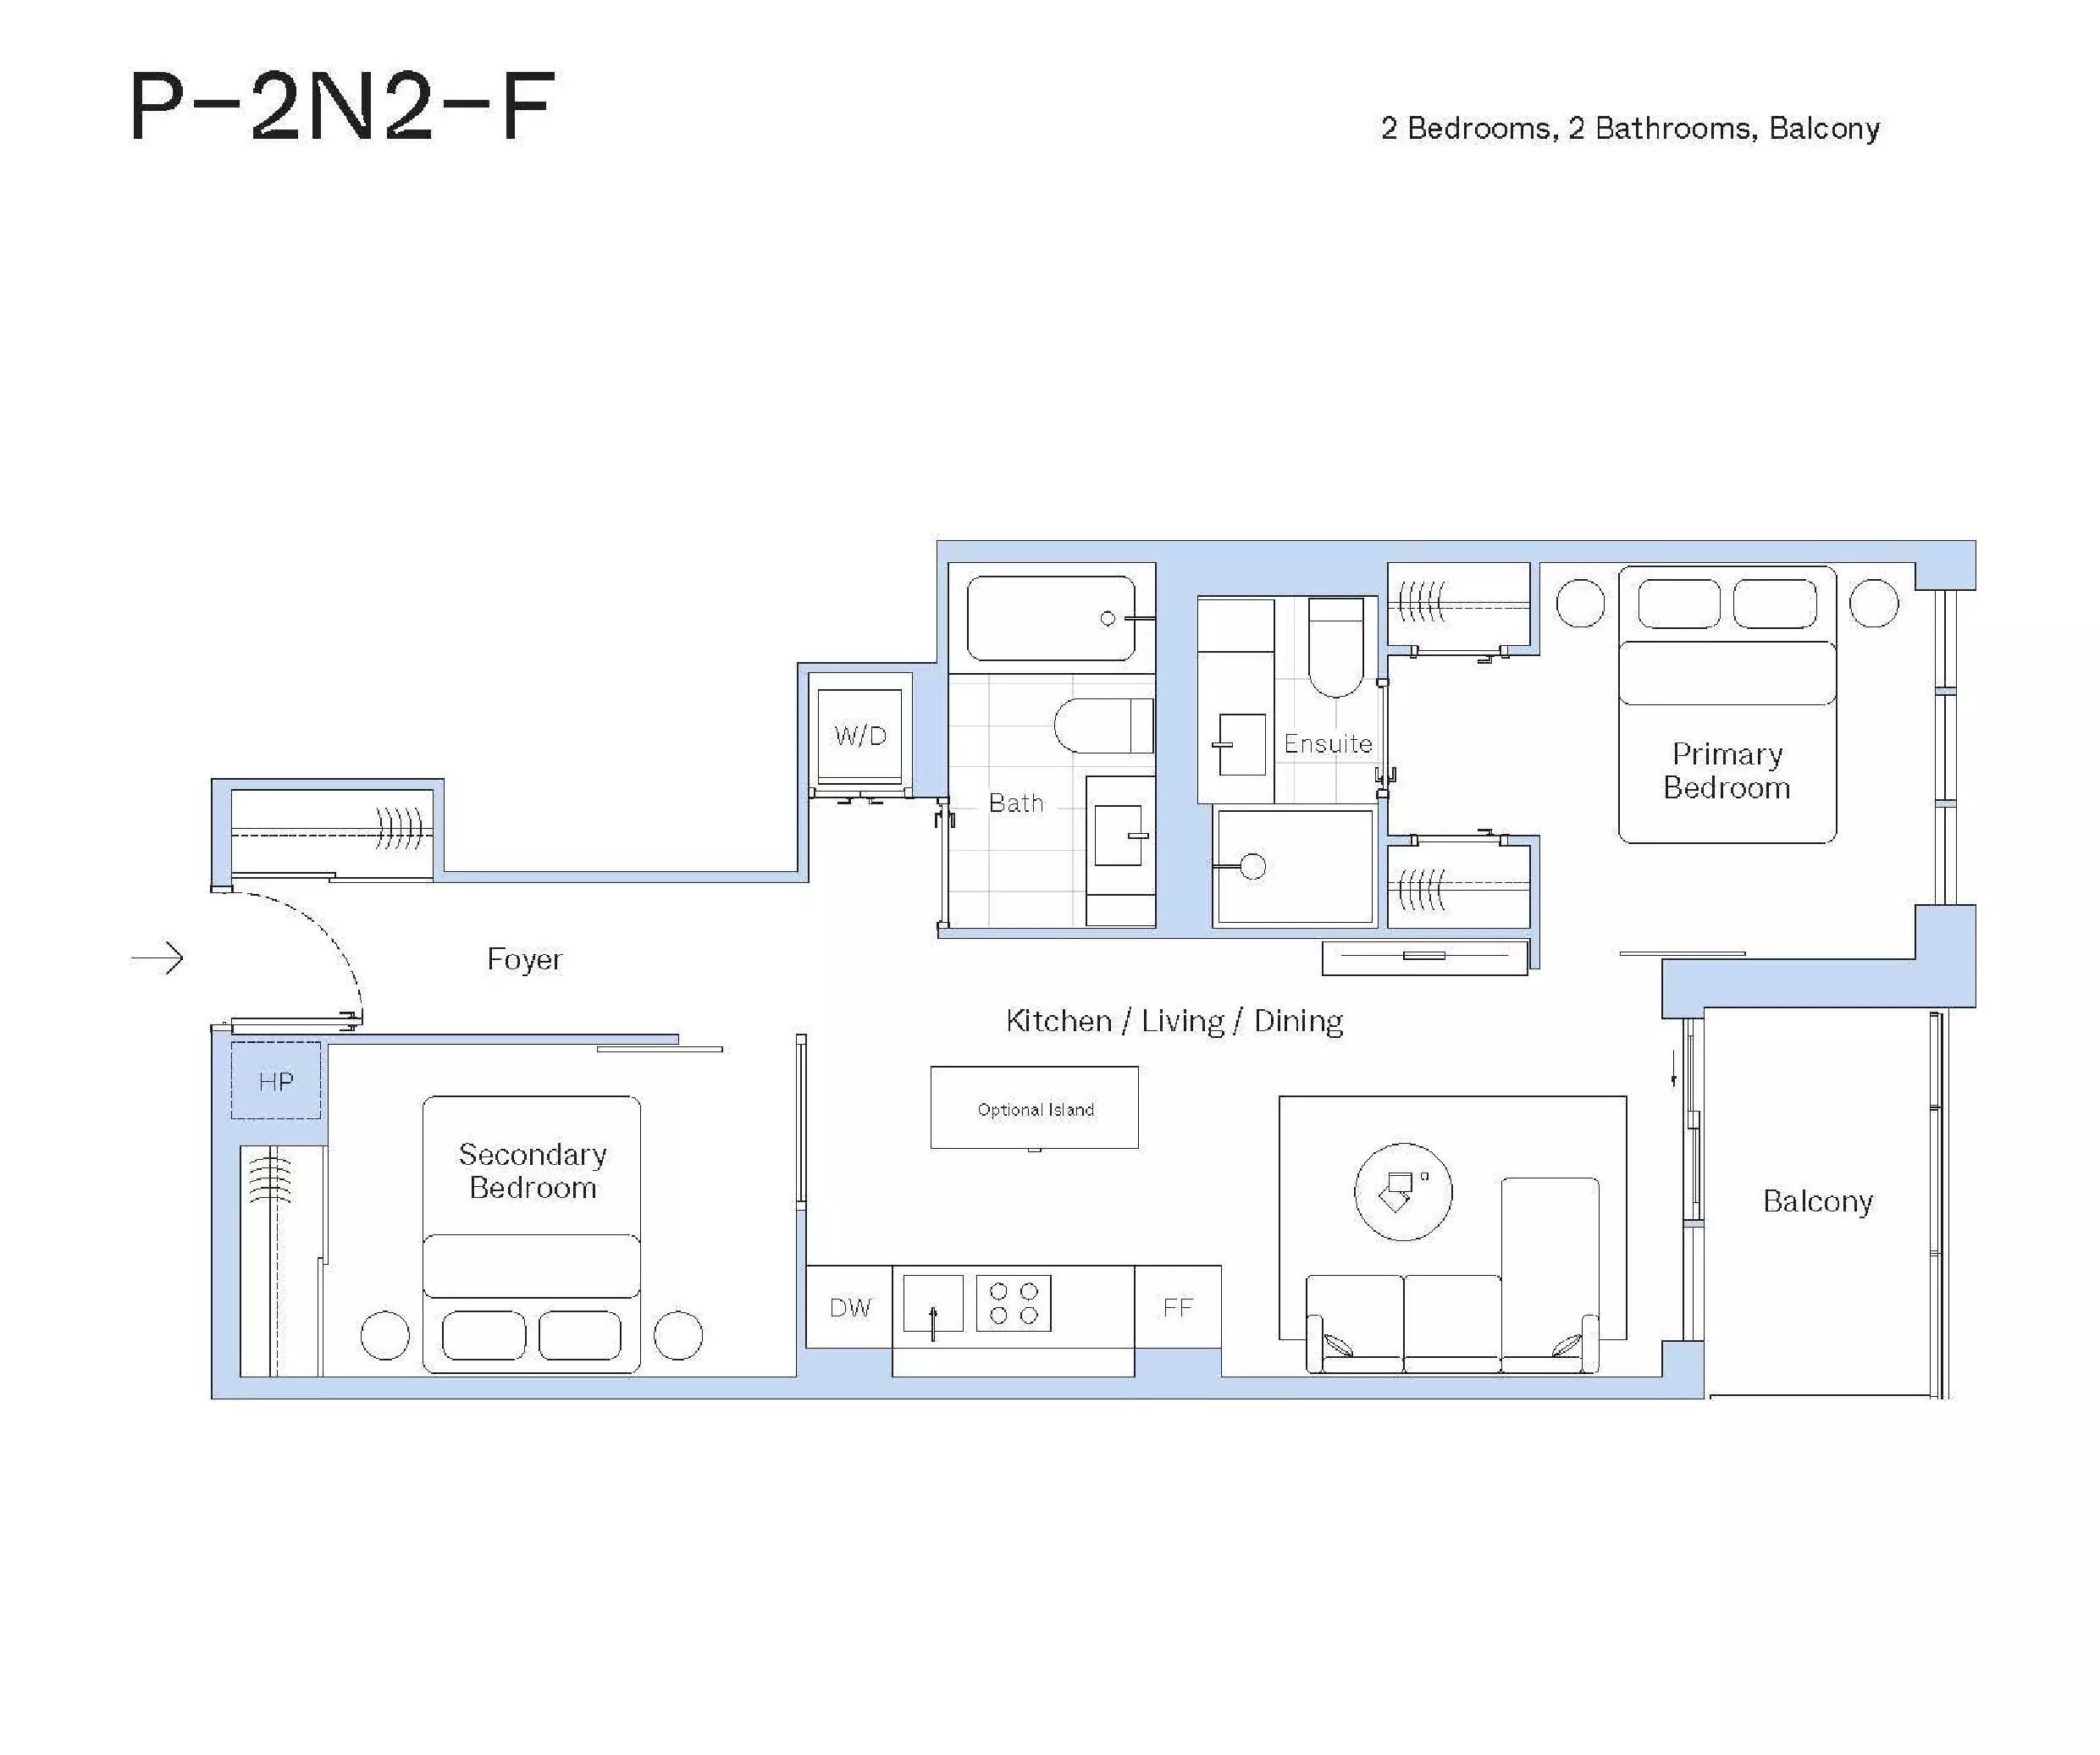 P-2N2-F
2 Bedrooms, 2 Bathrooms, Balcony
W/D
Bath
Ensuite
Primary
Bedroom
Foyer
Kitchen / Living / Dining
HP
Optional Island
Secondary
Bedroom
Balcony
DW
FF